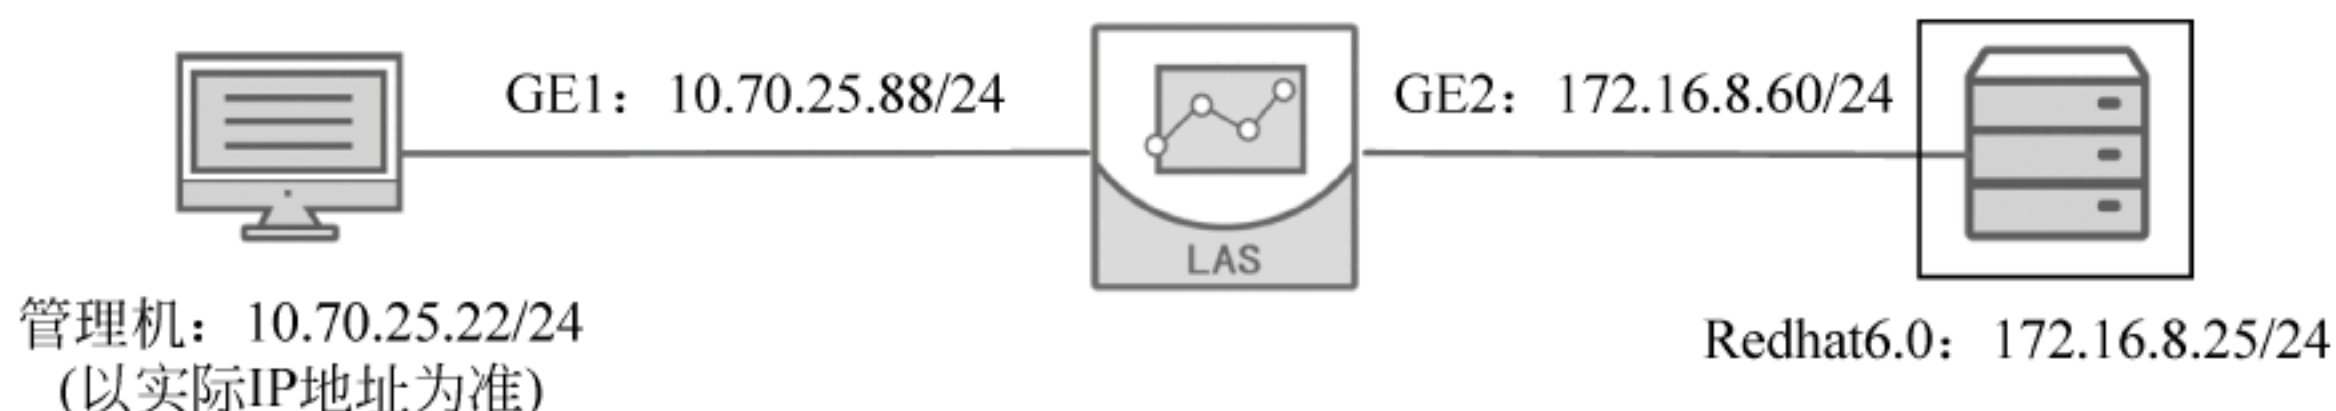 GE1：10.70.25.88/24
GE2：172.16.8.60/24
LAS
管理机：10.70.25.22/24
(以实际IP地址为准)
Redhat6.0：172.16.8.25/24